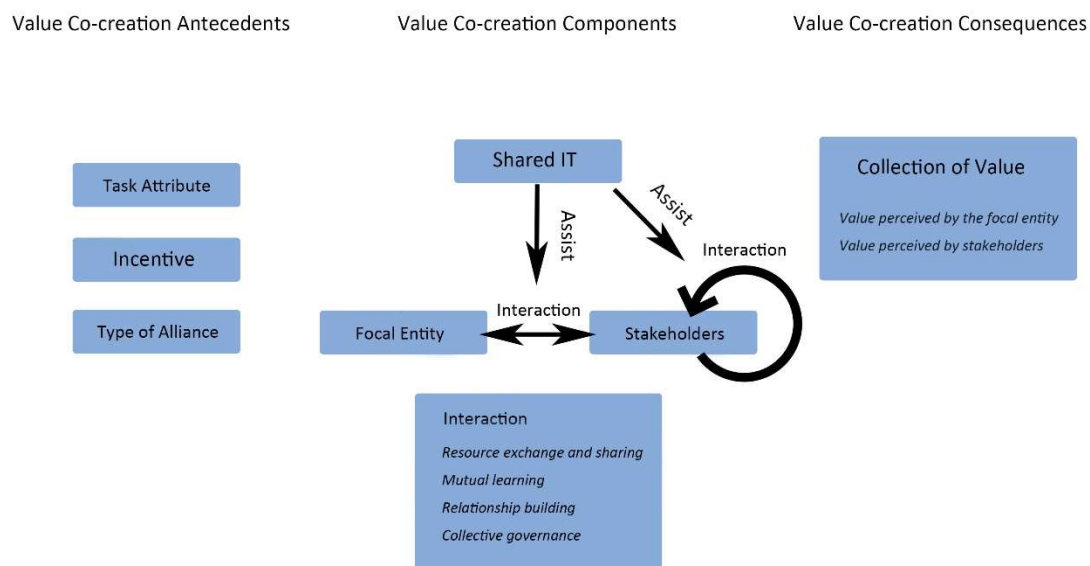 Value Co-creation Antecedents
Value Co-creation Components
Value Co-creation Consequences
Task Attribute
Incentive
Type of Alliance
Shared IT
Assist
Assist
Interaction
Interaction
Focal Entity
Stakeholders
Interaction
Resource exchange and sharing
Mutual learning
Relationship building
Collective governance
Collection of Value
Value perceived by the focal entity
Value perceived by stakeholders